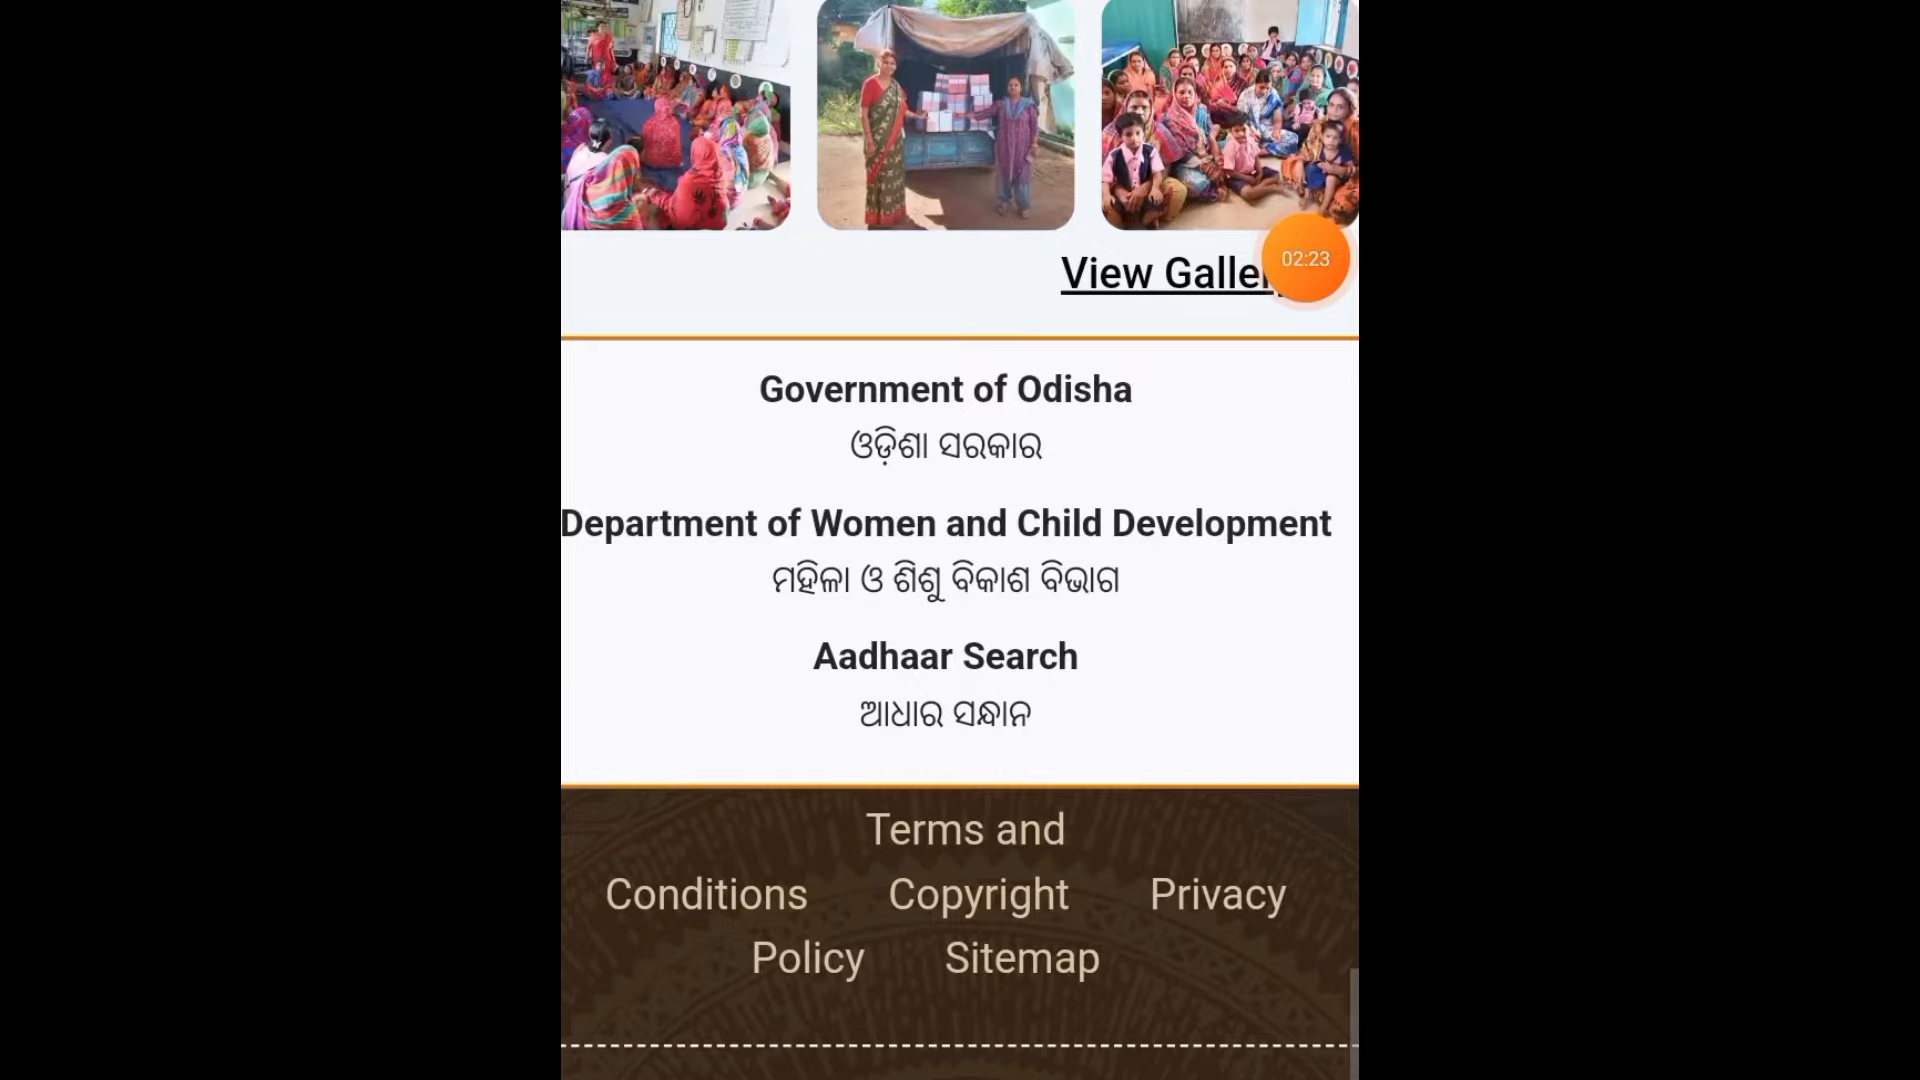 View Galle
02:23
Government of Odisha
ଓଡ଼ିଶା ସରକାର
Department of Women and Child Development
ମହିଳା ଓ ଶିଶୁ ବିକାଶ ବିଭାଗ
Aadhaar Search
ଆଧାର ସନ୍ଧାନ
Terms and
Conditions Copyright Privacy
Policy Sitemap